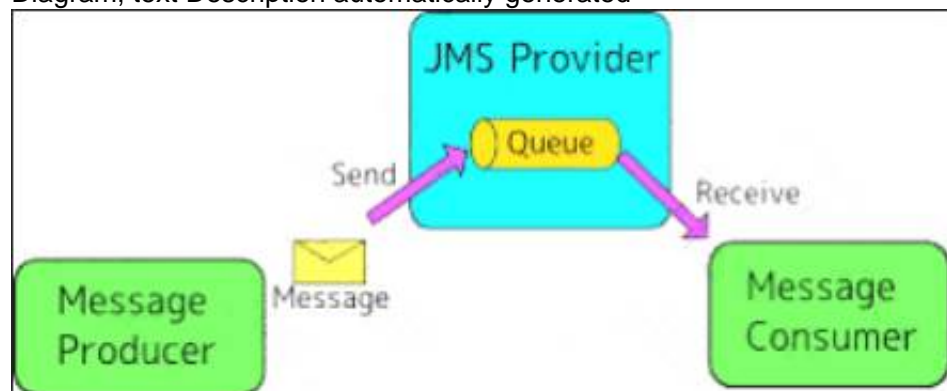 Diagram, text Description automatically generated
JMS Provider
Queue
Send
Receive
Message
Message
Producer
Message
Consumer